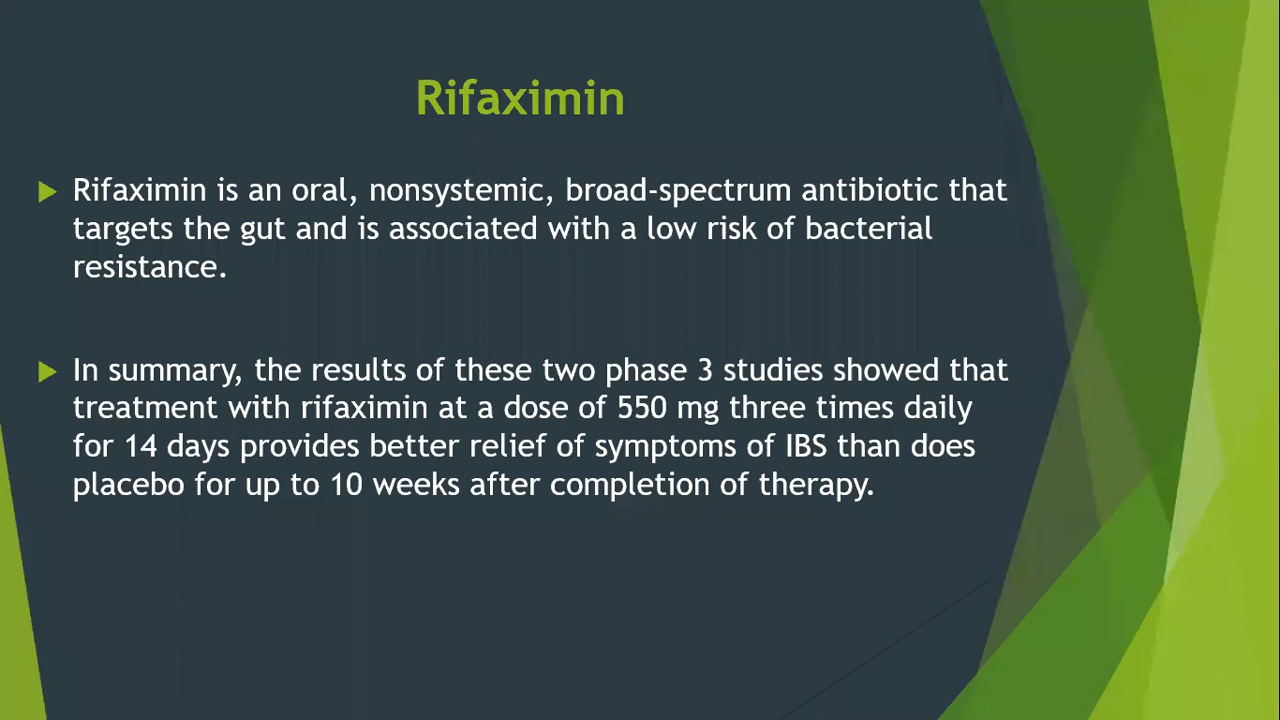 Rifaximin
Rifaximin is an oral, nonsystemic, broad-spectrum antibiotic that
targets the gut and is associated with a low risk of bacterial
resistance.
In summary, the results of these two phase 3 studies showed that
treatment with rifaximin at a dose of 550 mg three times daily
for 14 days provides better relief of symptoms of IBS than does
placebo for up to 10 weeks after completion of therapy.